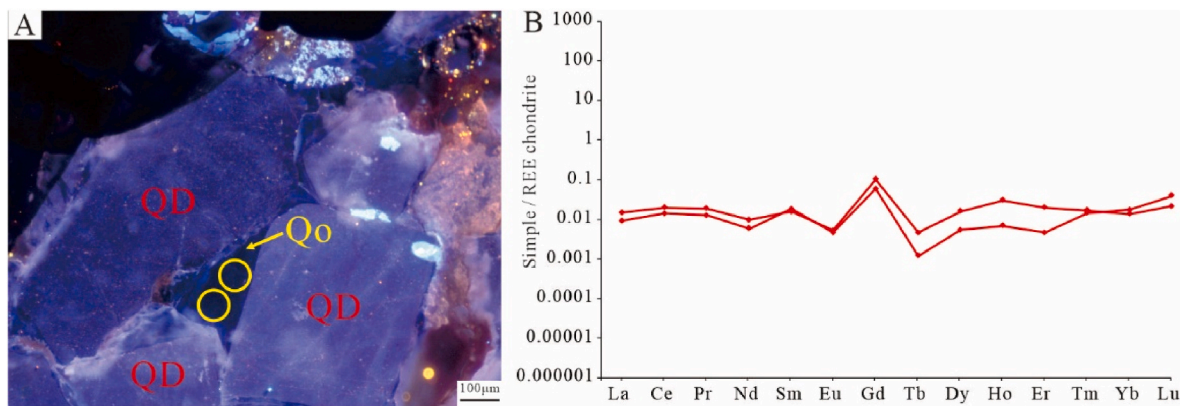 A
QD
Qo
QD
QD
100μm
B
Simple / REE chondrite
1000
100
10
1
0.1
0.01
0.001
0.0001
0.00001
0.000001
La Ce Pr Nd Sm Eu Gd Tb Dy Ho Er Tm Yb Lu